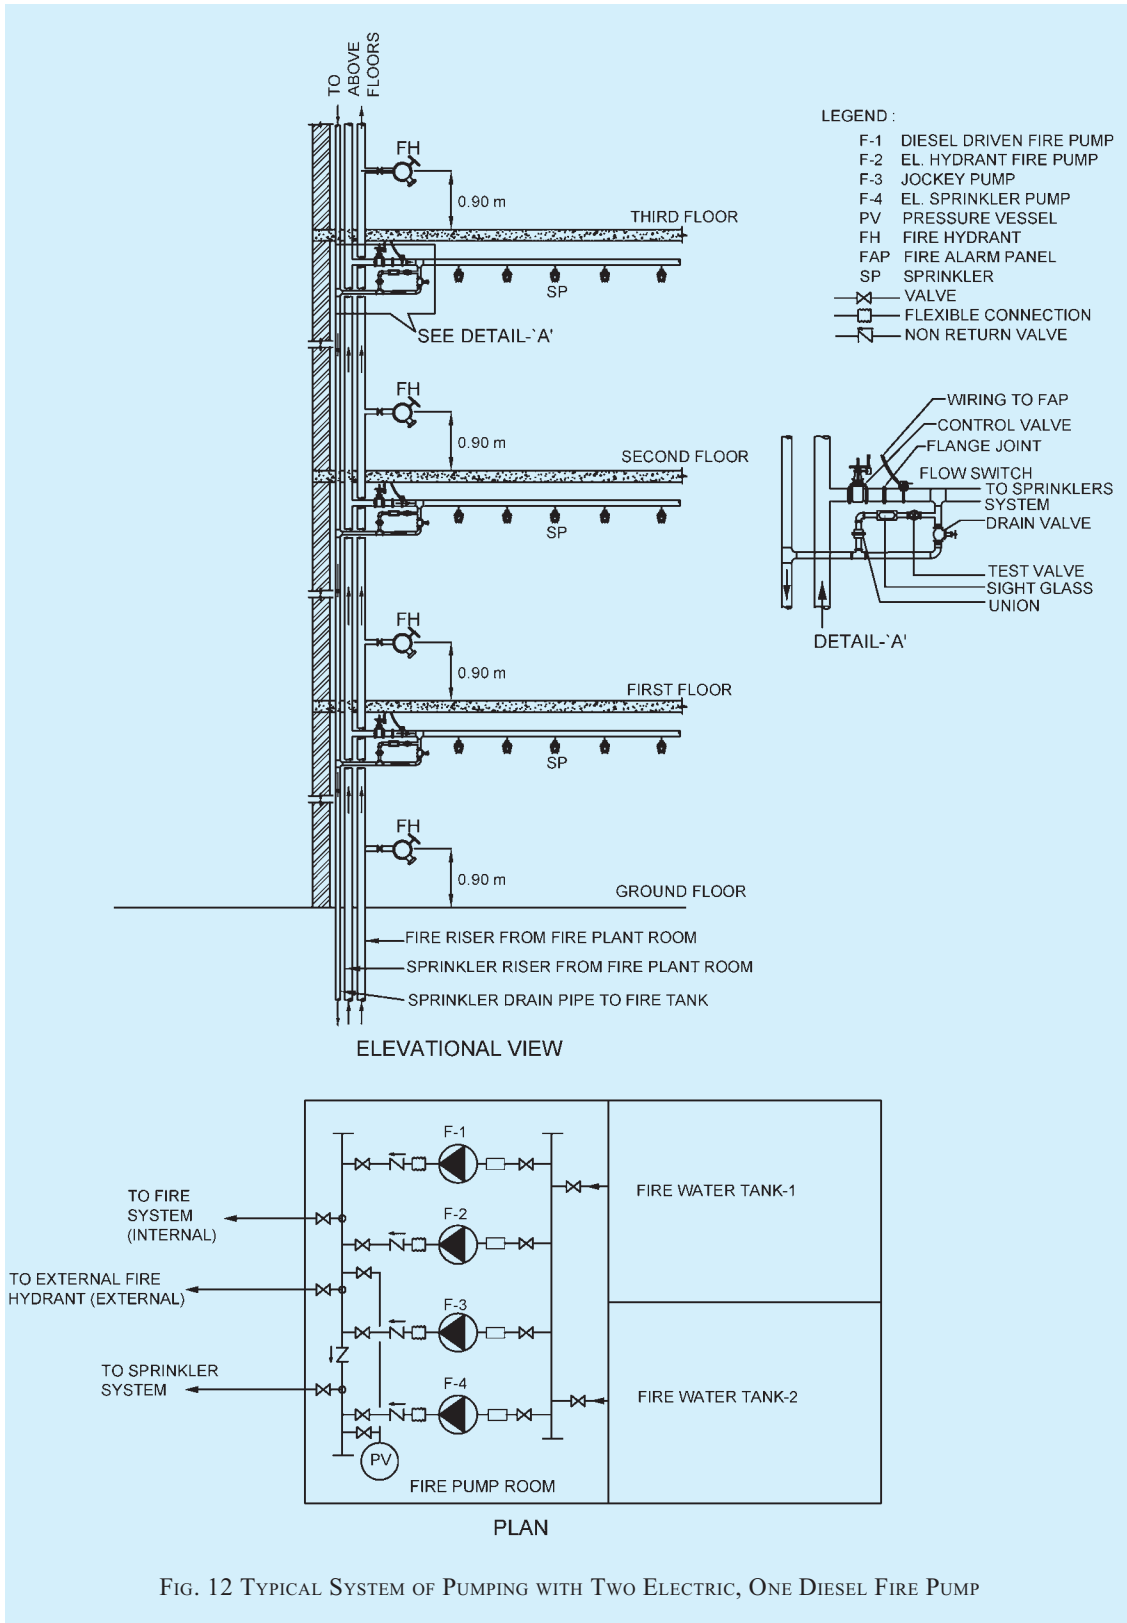 TO
ABOVE
FLOORS
FH
0.90 m
THIRD FLOOR
SP
SEE DETAIL-`A'
FH
0.90 m
SECOND FLOOR
SP
FH
0.90 m
FIRST FLOOR
SP
FH
0.90 m
GROUND FLOOR
FIRE RISER FROM FIRE PLANT ROOM
SPRINKLER RISER FROM FIRE PLANT ROOM
SPRINKLER DRAIN PIPE TO FIRE TANK
ELEVATIONAL VIEW
LEGEND :
F-1 DIESEL DRIVEN FIRE PUMP
F-2 EL. HYDRANT FIRE PUMP
F-3 JOCKEY PUMP
F-4 EL. SPRINKLER PUMP
PV PRESSURE VESSEL
FH FIRE HYDRANT
FAP FIRE ALARM PANEL
SP SPRINKLER
VALVE
FLEXIBLE CONNECTION
NON RETURN VALVE
WIRING TO FAP
CONTROL VALVE
FLANGE JOINT
FLOW SWITCH
TO SPRINKLERS
SYSTEM
DRAIN VALVE
TEST VALVE
SIGHT GLASS
UNION
DETAIL-`A'
F-1
TO FIRE
SYSTEM
(INTERNAL)
F-2
TO EXTERNAL FIRE
HYDRANT (EXTERNAL)
F-3
TO SPRINKLER
SYSTEM
F-4
PV
FIRE PUMP ROOM
FIRE WATER TANK-1
FIRE WATER TANK-2
PLAN
FIG. 12 TYPICAL SYSTEM OF PUMPING WITH TWO ELECTRIC, ONE DIESEL FIRE PUMP